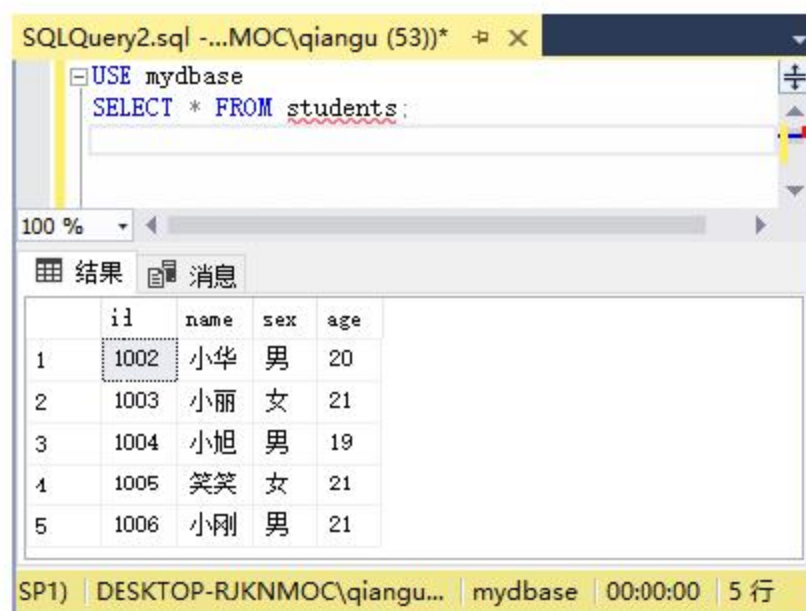 SQLQuery2.sql -...MOC\qiangu (53))*
USE mydbase
SELECT * FROM students;
100 %
结果 消息
id name sex age
1 1002 小华 男 20
2 1003 小丽 女 21
3 1004 小旭 男 19
4 1005 笑笑 女 21
5 1006 小刚 男 21
SP1) DESKTOP-RJKNMOC\qiangu... mydbase 00:00:00 5 行